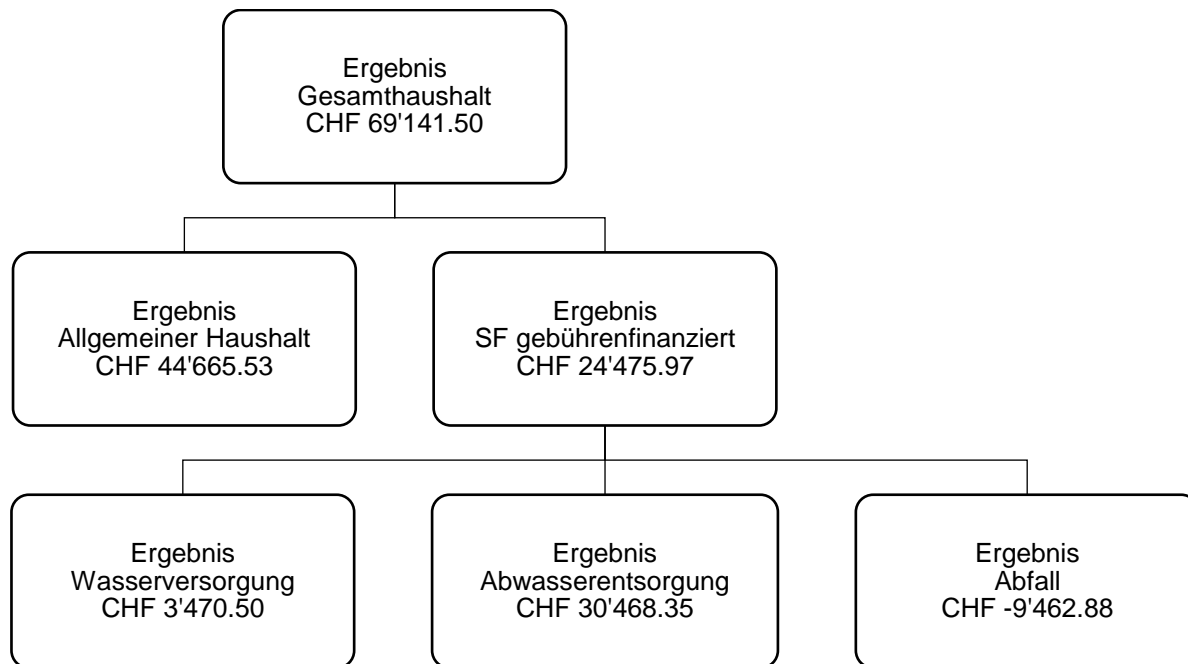 Ergebnis
Gesamthaushalt
CHF 69'141.50
Ergebnis
Allgemeiner Haushalt
CHF 44'665.53
Ergebnis
SF gebührenfinanziert
CHF 24'475.97
Ergebnis
Wasserversorgung
CHF 3'470.50
Ergebnis
Abwasserentsorgung
CHF 30'468.35
Ergebnis
Abfall
CHF -9'462.88